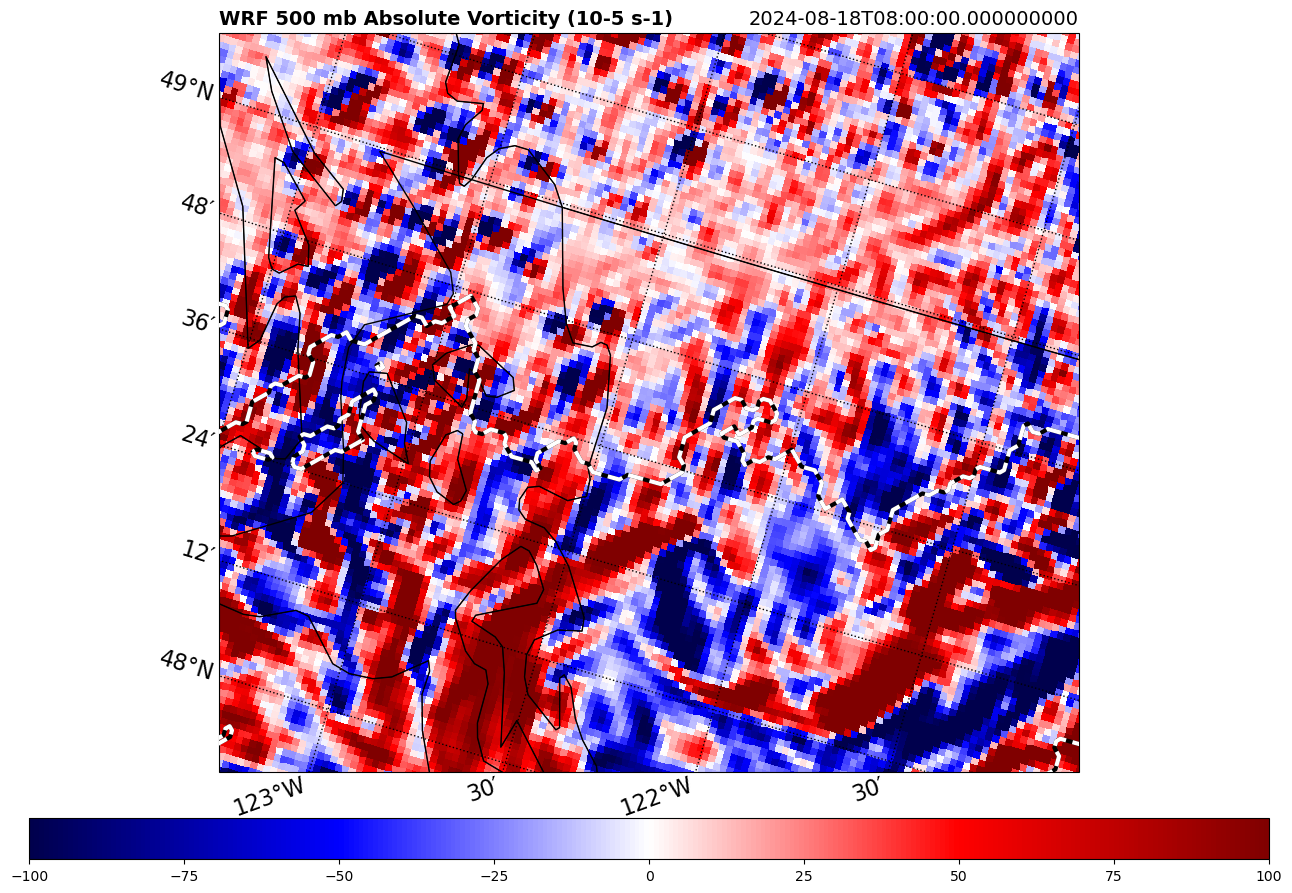 WRF 500 mb Absolute Vorticity (10-5 s-1) 2024-08-18T08:00:00.000000000
49°N
48′
36′
24′
12′
48°N
123°W 30′ 122°W 30′
−100 −75 −50 −25 0 25 50 75 100